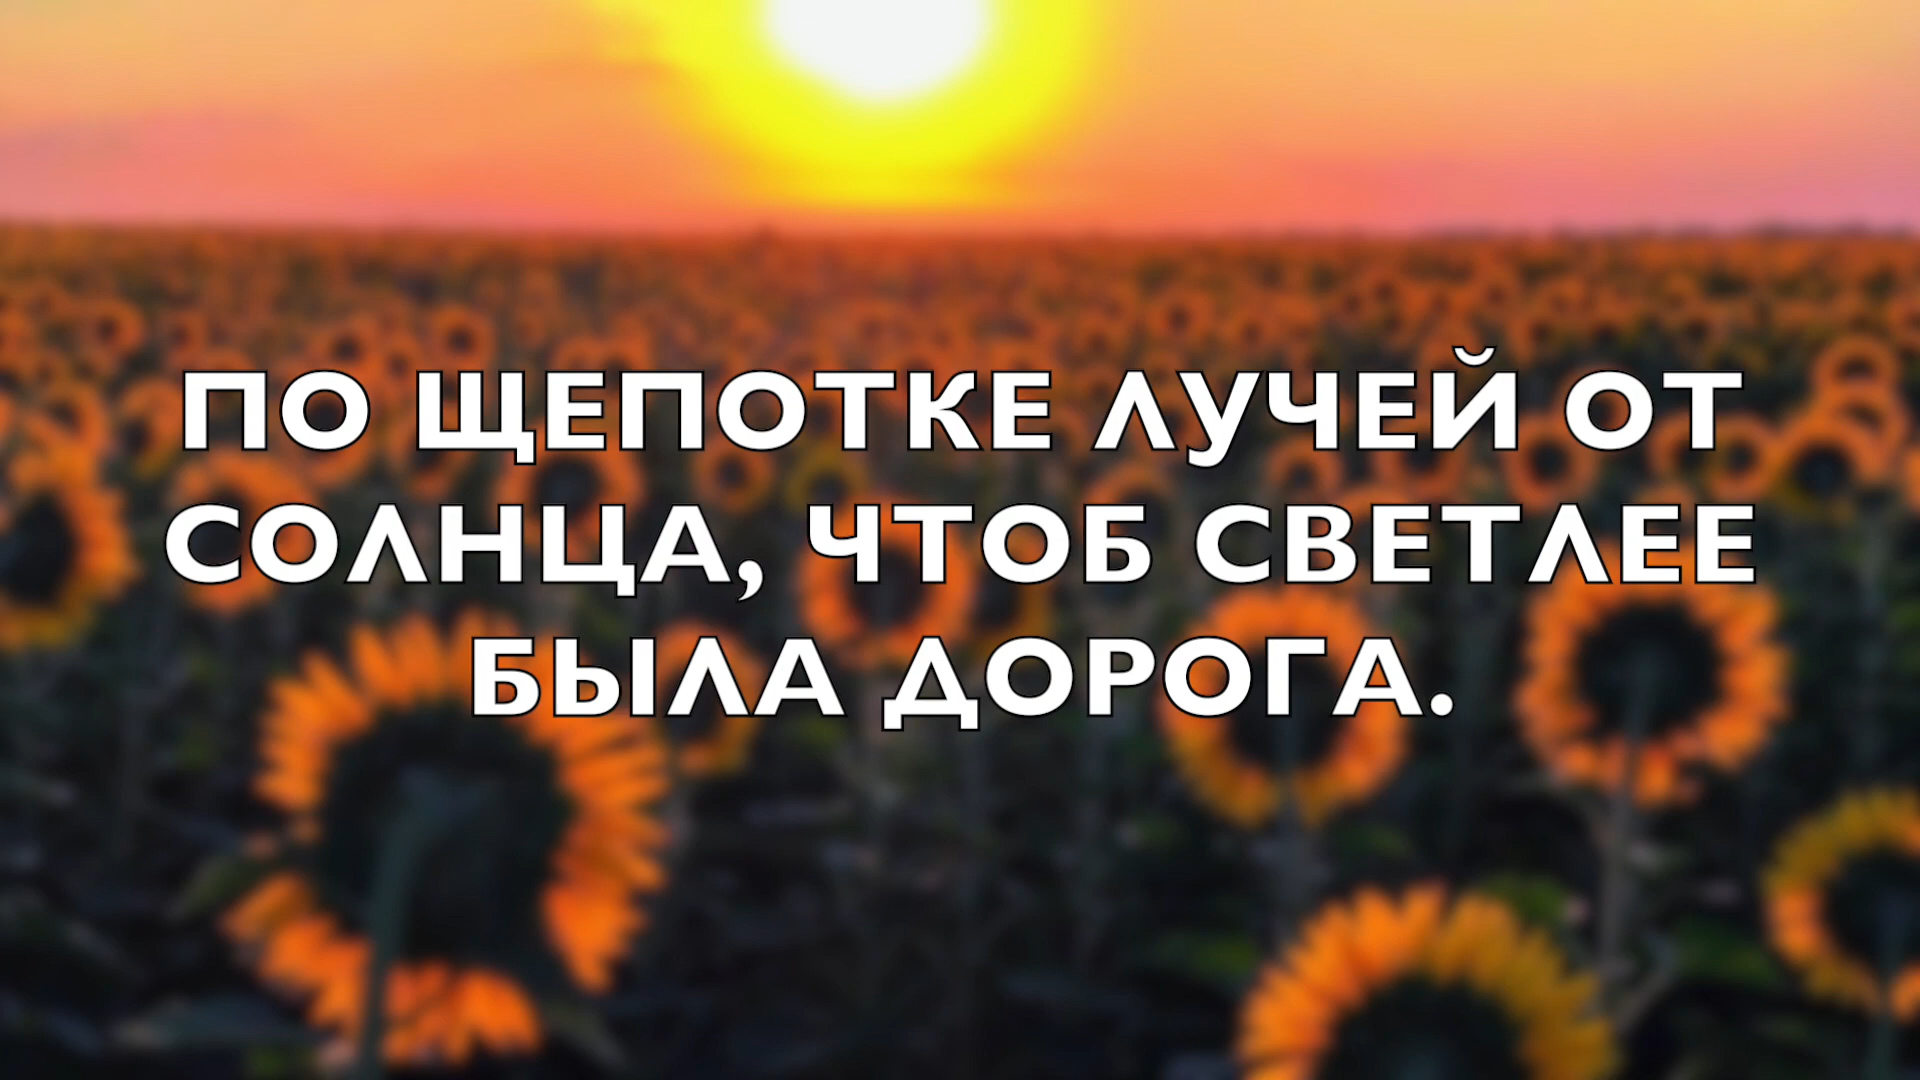 ПО ЩЕПОТКЕ ЛУЧЕЙ ОТ
СОЛНЦА, ЧТОБ СВЕТЛЕЕ
БЫЛА ДОРОГА.